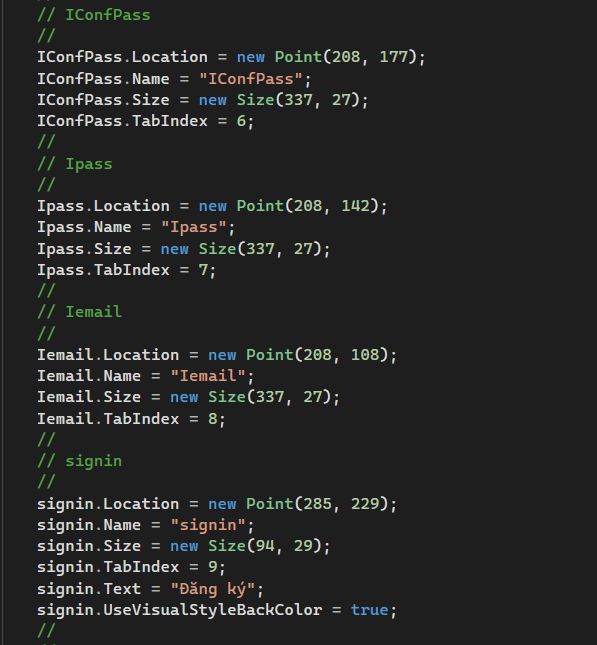 //
// IConfPass
//
IConfPass.Location = new Point(208, 177);
IConfPass.Name = "IConfPass";
IConfPass.Size = new Size(337, 27);
IConfPass.TabIndex = 6;
//
// Ipass
//
Ipass.Location = new Point(208, 142);
Ipass.Name = "Ipass";
Ipass.Size = new Size(337, 27);
Ipass.TabIndex = 7;
//
// Iemail
//
Iemail.Location = new Point(208, 108);
Iemail.Name = "Iemail";
Iemail.Size = new Size(337, 27);
Iemail.TabIndex = 8;
//
// signin
//
signin.Location = new Point(285, 229);
signin.Name = "signin";
signin.Size = new Size(94, 29);
signin.TabIndex = 9;
signin.Text = "Đăng ký";
signin.UseVisualStyleBackColor = true;
//